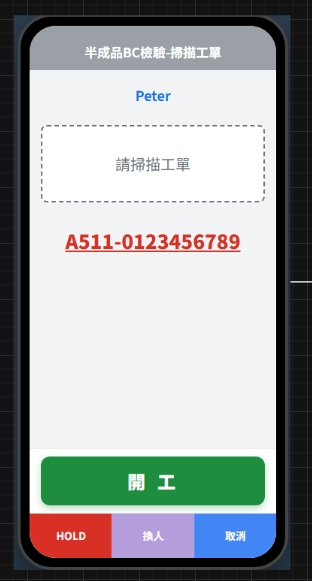 半成品BC檢驗-掃描工單
Peter
請掃描工單
A511-0123456789
開 工
HOLD
換人
取消